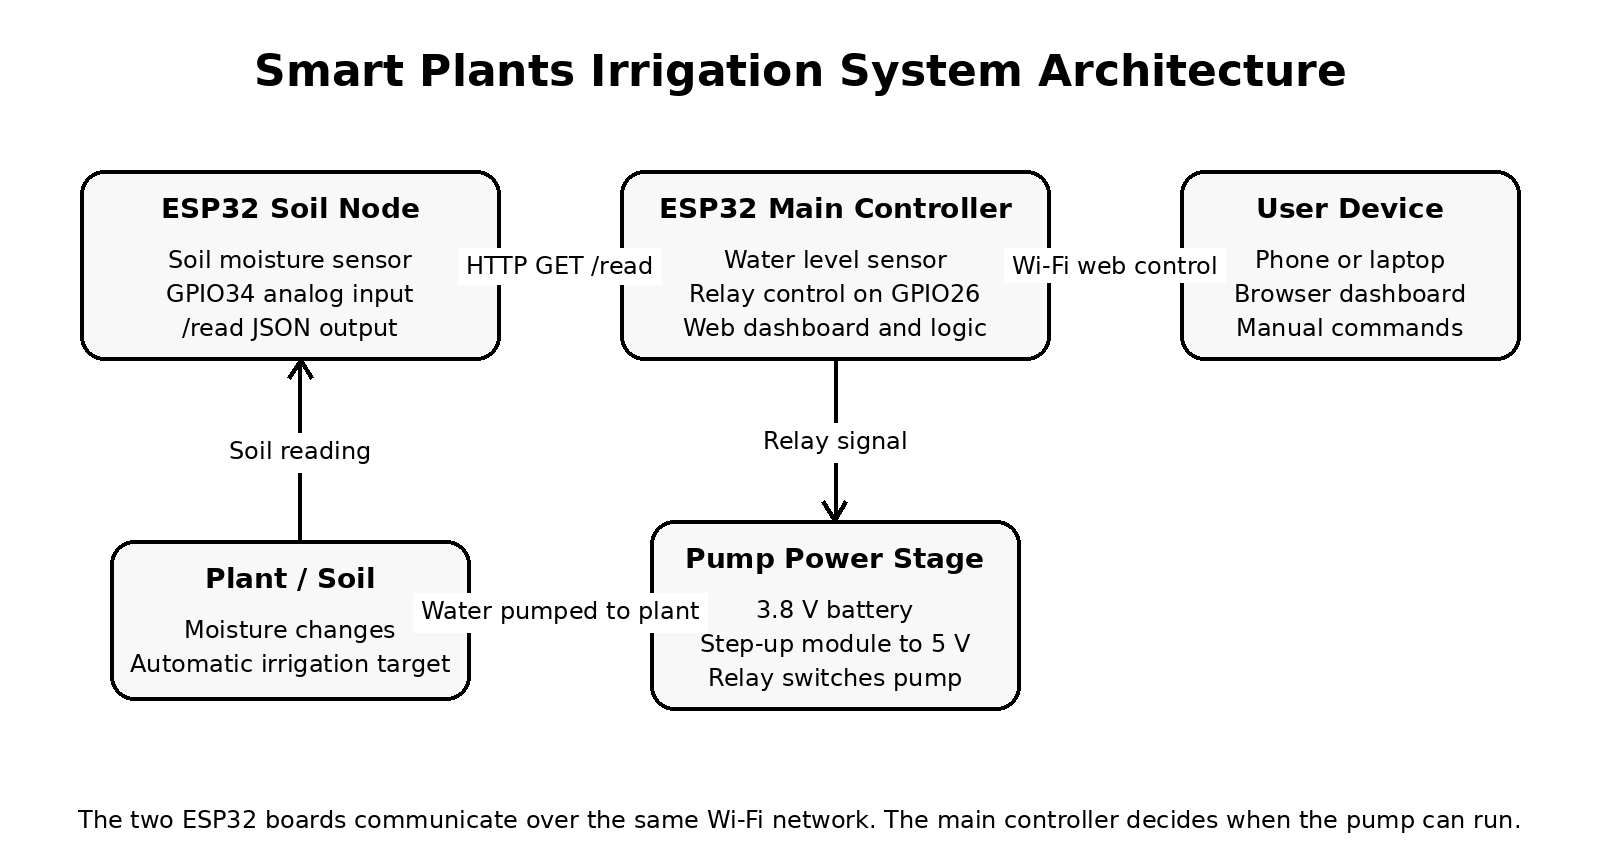 Smart Plants Irrigation System Architecture
ESP32 Soil Node
Soil moisture sensor
GPIO34 analog input
/read JSON output
HTTP GET /read
ESP32 Main Controller
Water level sensor
Relay control on GPIO26
Web dashboard and logic
Wi-Fi web control
User Device
Phone or laptop
Browser dashboard
Manual commands
Soil reading
Relay signal
Plant / Soil
Moisture changes
Automatic irrigation target
Water pumped to plant
Pump Power Stage
3.8 V battery
Step-up module to 5 V
Relay switches pump
The two ESP32 boards communicate over the same Wi-Fi network. The main controller decides when the pump can run.